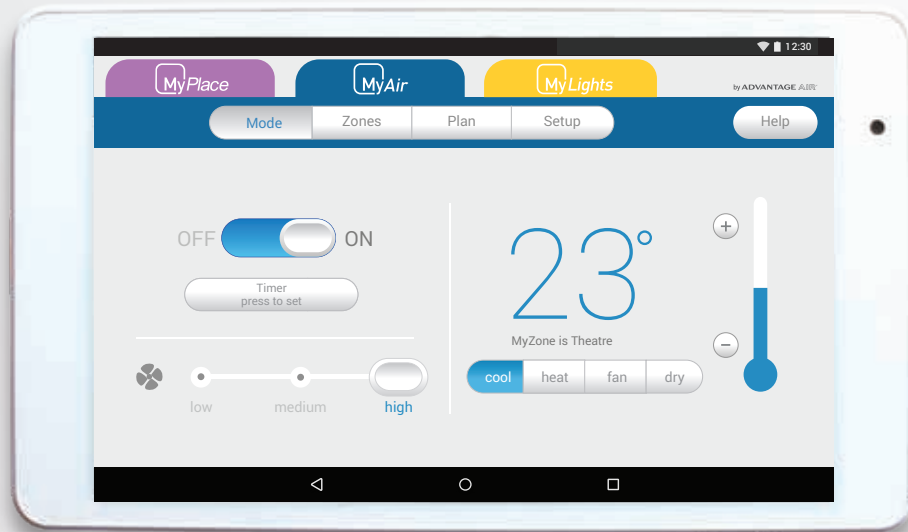 12:30
MyPlace
MyAir
MyLights
by ADVANTAGE AIR
Mode
Zones
Plan
Setup
Help
OFF
ON
Timer
press to set
23°
MyZone is Theatre
cool
heat
fan
dry
low
medium
high